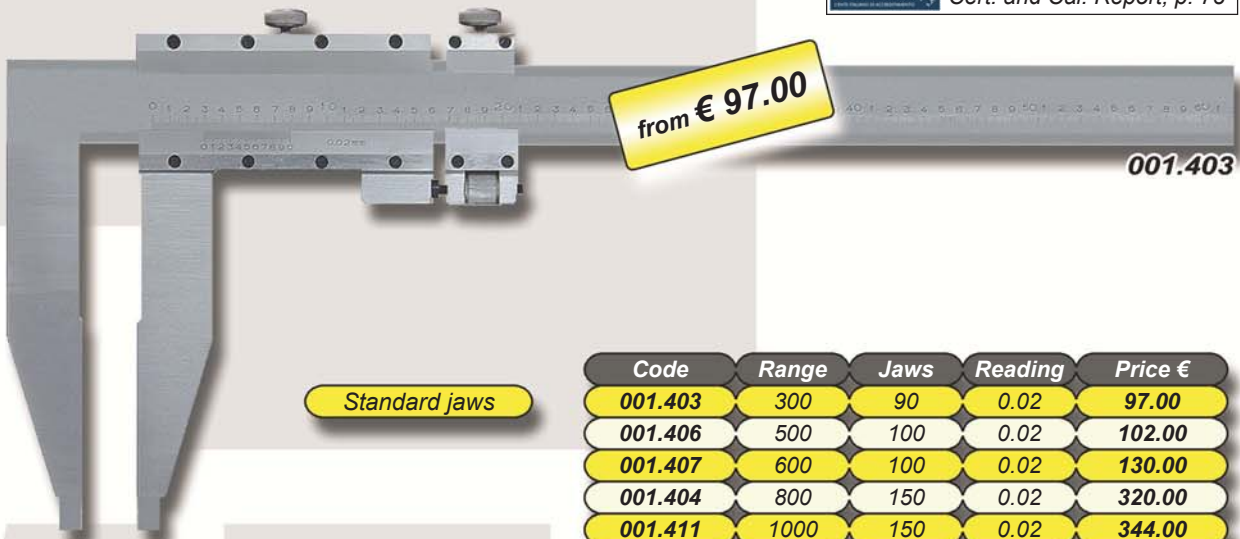 Cert. and Cal. Report, p. 76
from € 97.00
0.02
001.403
Standard jaws
Code Range Jaws Reading Price €
001.403 300 90 0.02 97.00
001.406 500 100 0.02 102.00
001.407 600 100 0.02 130.00
001.404 800 150 0.02 320.00
001.411 1000 150 0.02 344.00